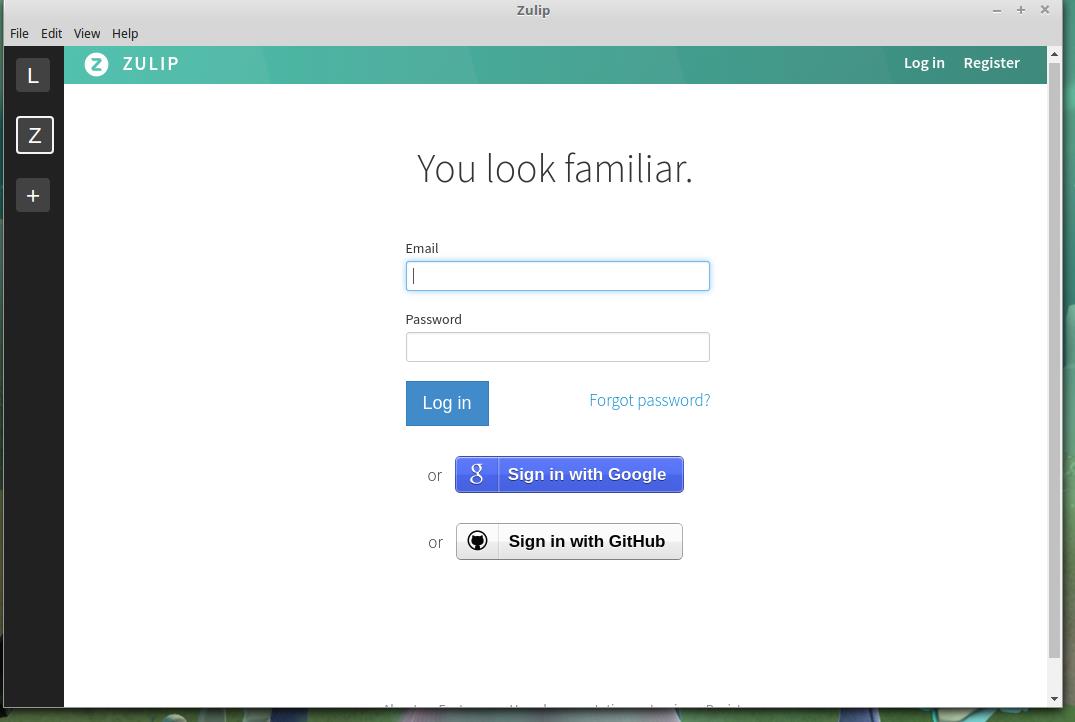 Zulip
File Edit View Help
L
Z
+
ZULIP
Log in Register
You look familiar.
Email
Password
Log in Forgot password?
or Sign in with Google
or Sign in with GitHub